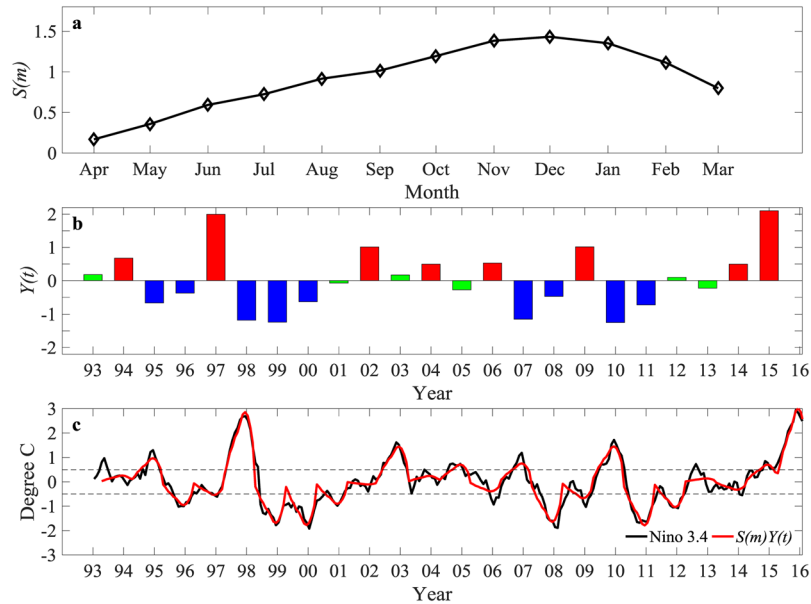 a
1.5
1
0.5
0
S(m)
Apr May Jun Jul Aug Sep Oct Nov Dec Jan Feb Mar
Month
b
2
1
0
-1
-2
Y(t)
93 94 95 96 97 98 99 00 01 02 03 04 05 06 07 08 09 10 11 12 13 14 15 16
Year
c
3
2
1
0
-1
-2
-3
Degree C
Nino 3.4 S(m)Y(t)
93 94 95 96 97 98 99 00 01 02 03 04 05 06 07 08 09 10 11 12 13 14 15 16
Year